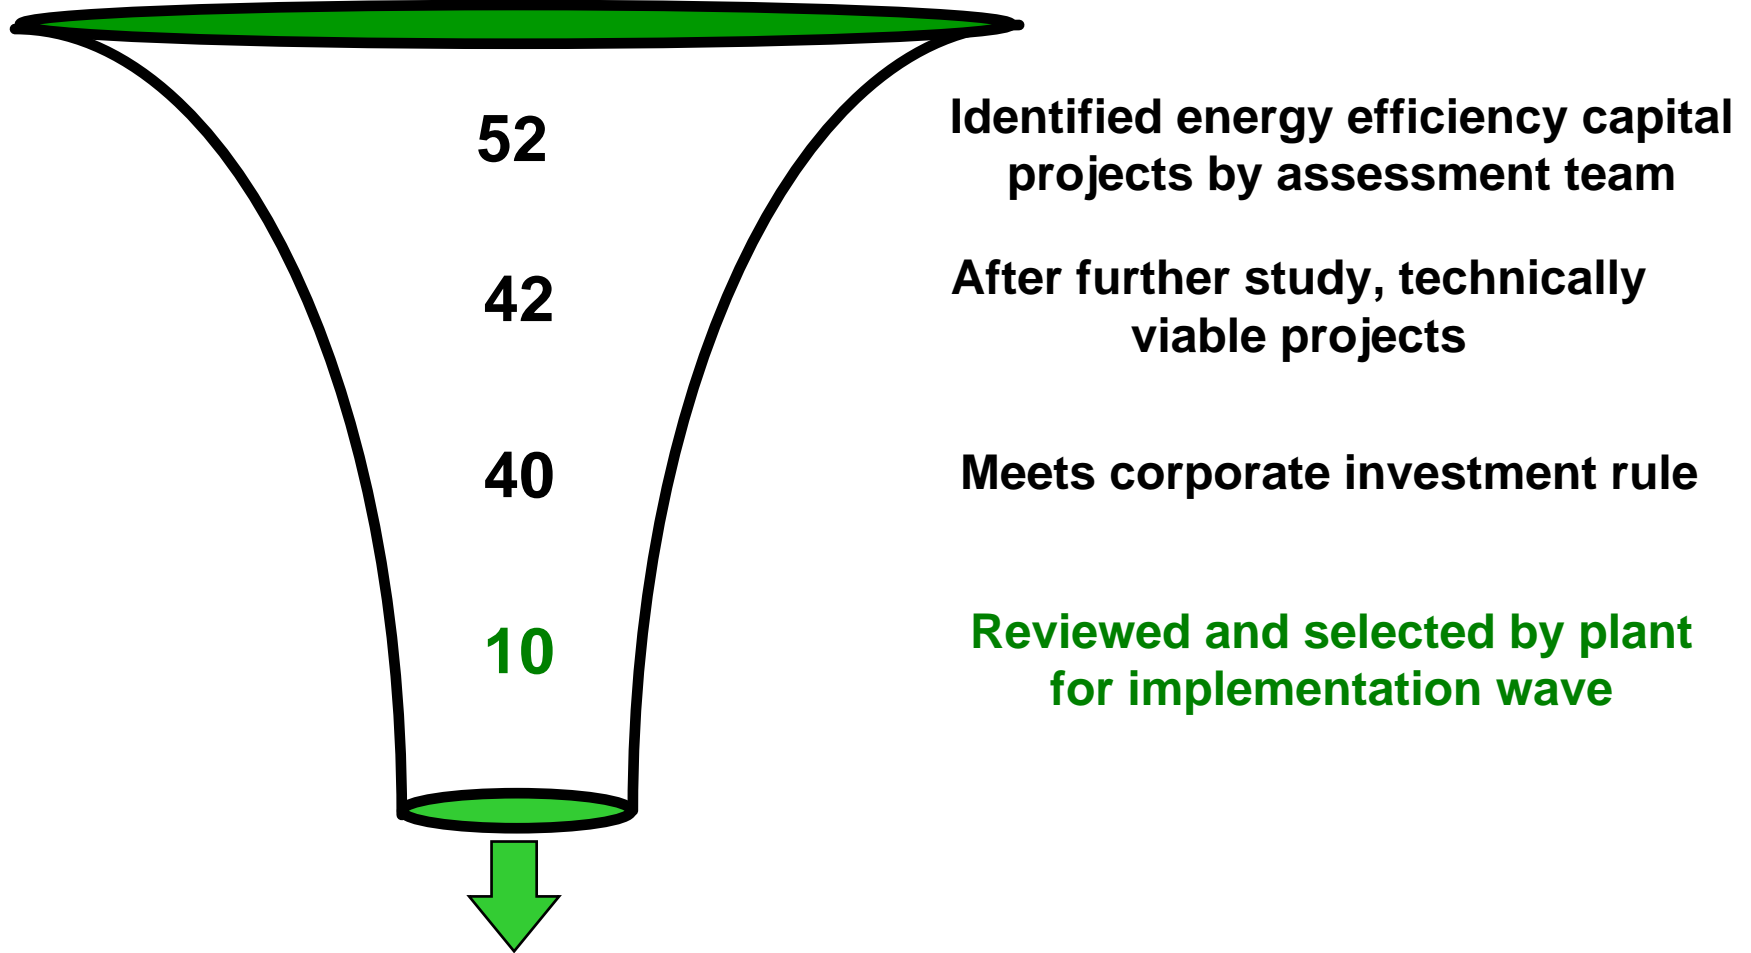 52
Identified energy efficiency capital
projects by assessment team
42
After further study, technically
viable projects
40
Meets corporate investment rule
10
Reviewed and selected by plant
for implementation wave